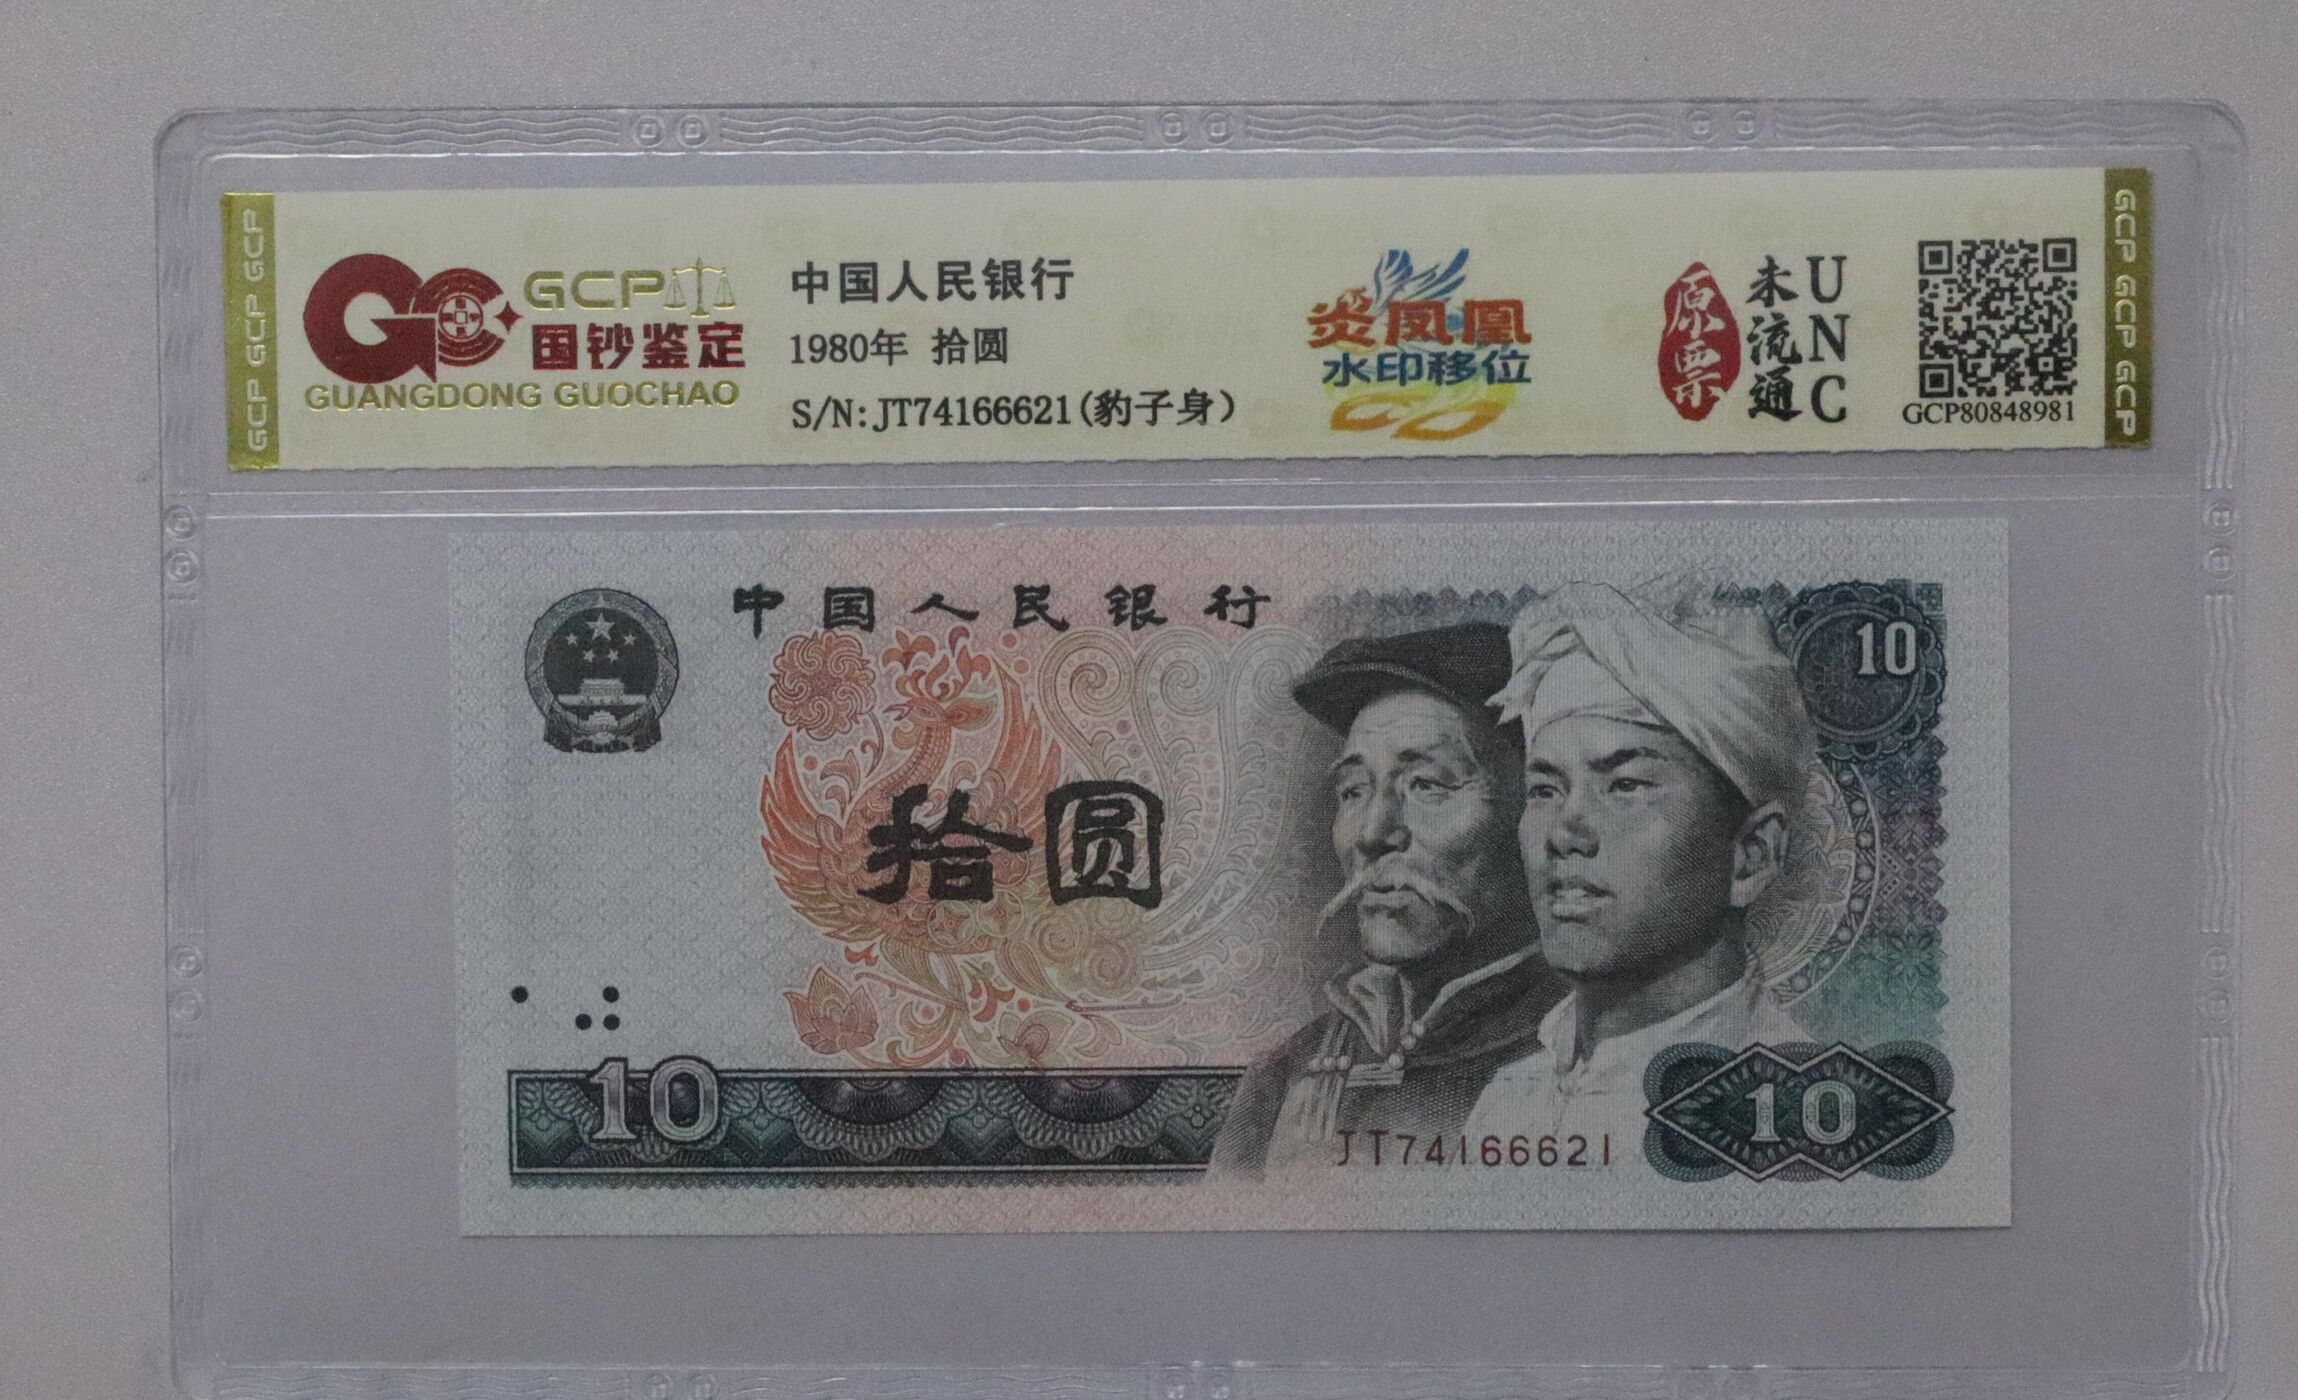 GCP GCP GCP
GCP
国钞鉴定
GUANGDONG GUOCHAO
中国人民银行
1980年 拾圆
S/N:JT74166621(豹子身)
炎凤凰
水印移位
原票
未流通
UNC
GCP80848981
GCP GCP GCP
中国人民银行
10
拾圆
10
JT74166621
10